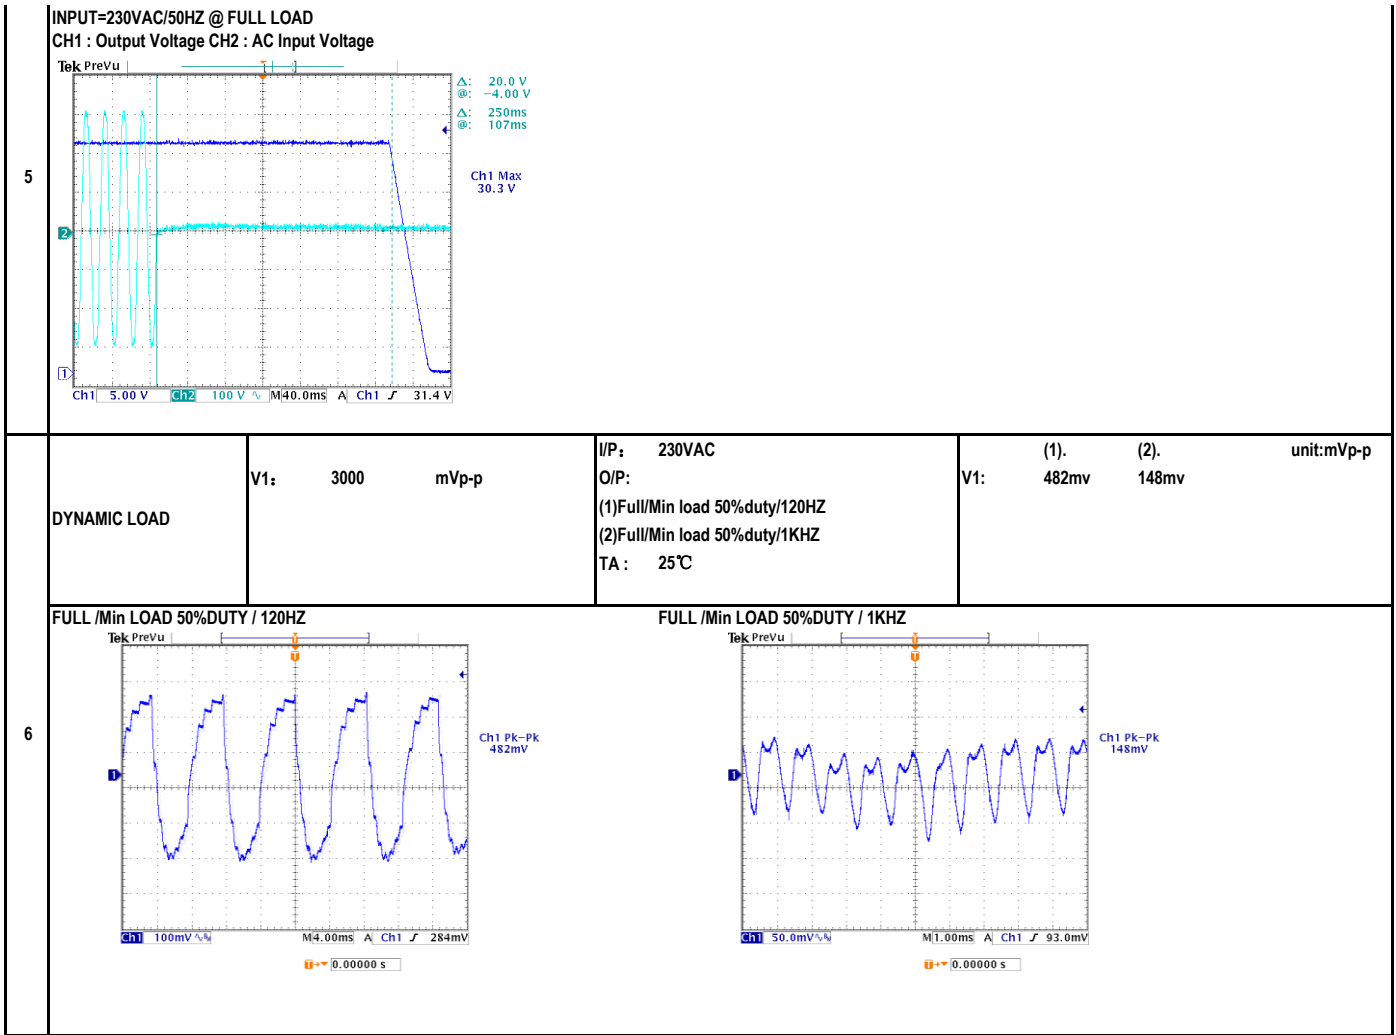 INPUT=230VAC/50HZ @ FULL LOAD
CH1 : Output Voltage CH2 : AC Input Voltage
Tek PreVu
Δ: 20.0 V
@: −4.00 V
Δ: 250ms
@: 107ms
Ch1 Max
30.3 V
5
2
1
Ch1 5.00 V Ch2 100 V M 40.0ms A Ch1 31.4 V
DYNAMIC LOAD
V1： 3000 mVp-p
I/P： 230VAC
O/P:
(1)Full/Min load 50%duty/120HZ
(2)Full/Min load 50%duty/1KHZ
TA : 25℃
(1). (2). unit:mVp-p
V1: 482mv 148mv
6
FULL /Min LOAD 50%DUTY / 120HZ
Tek PreVu
T
T
1
Ch1 Pk−Pk
482mV
Ch1 100mV M 4.00ms A Ch1 284mV
T 0.00000 s
FULL /Min LOAD 50%DUTY / 1KHZ
Tek PreVu
T
T
1
Ch1 Pk−Pk
148mV
Ch1 50.0mV M 1.00ms A Ch1 93.0mV
T 0.00000 s